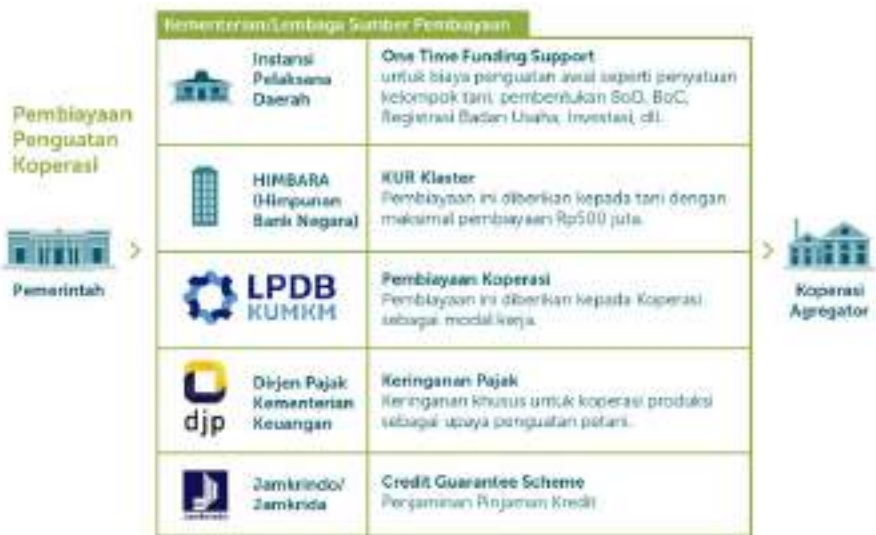 Kementerian/Lembaga Sumber Pembiayaan
Pembiayaan
Penguatan
Koperasi
Pemerintah
Instansi
Pelaksana
Daerah
One Time Funding Support
untuk biaya penguatan awal seperti penyatuan
kelompok tani, pembentukan BoD, BoC,
Registrasi Badan Usaha, Investasi, dll.
HIMBARA
(Himpunan
Bank Negara)
KUR Klaster
Pembiayaan ini diberikan kepada tani dengan
maksimal pembiayaan Rp500 juta.
LPDB
KUMKM
Pembiayaan Koperasi
Pembiayaan ini diberikan kepada Koperasi
sebagai modal kerja.
djp
Dirjen Pajak
Kementerian
Keuangan
Keringanan Pajak
Keringanan khusus untuk koperasi produksi
sebagai upaya penguatan petani.
Jamkrindo/
Jamkrida
Credit Guarantee Scheme
Penjaminan Pinjaman Kredit
Koperasi
Agregator